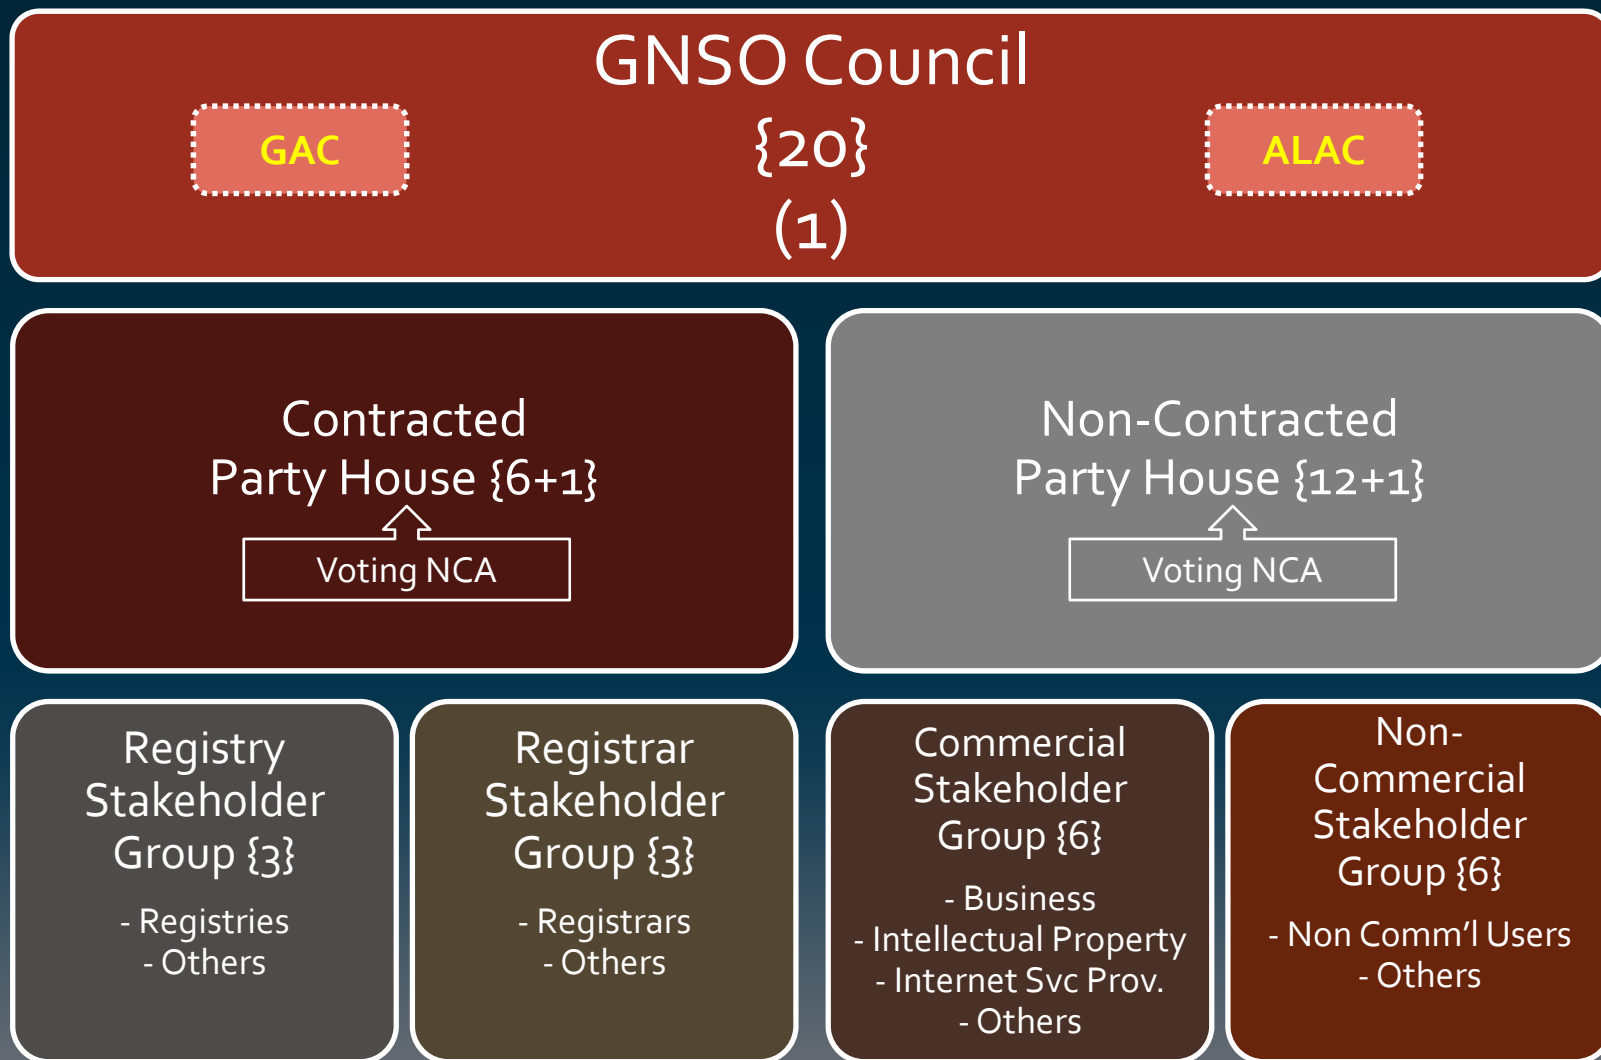 GNSO Council
{20}
(1)
GAC
ALAC
Contracted
Party House {6+1}
Voting NCA
Non-Contracted
Party House {12+1}
Voting NCA
Registry
Stakeholder
Group {3}
- Registries
- Others
Registrar
Stakeholder
Group {3}
- Registrars
- Others
Commercial
Stakeholder
Group {6}
- Business
- Intellectual Property
- Internet Svc Prov.
- Others
Non-
Commercial
Stakeholder
Group {6}
- Non Comm’l Users
- Others